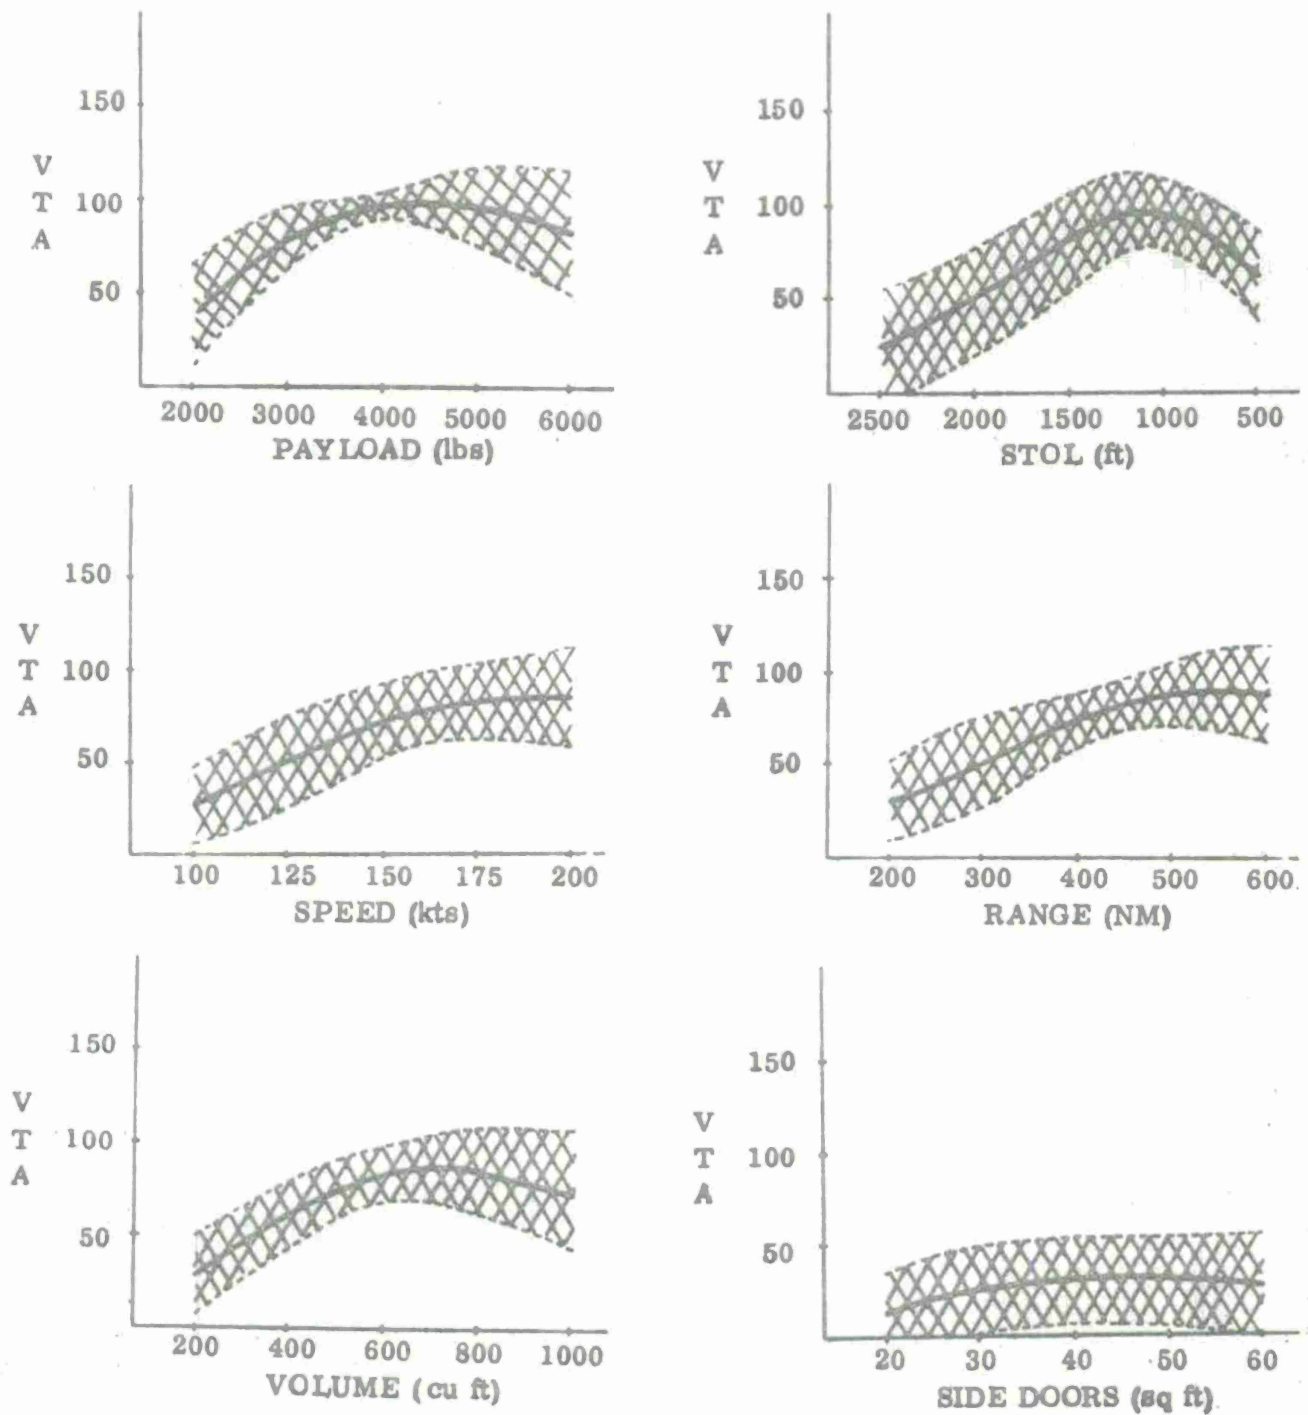 150
V
T 100
A
50
2000 3000 4000 5000 6000
PAYLOAD (lbs)
150
V
T 100
A
50
2500 2000 1500 1000 500
STOL (ft)
150
V
T 100
A
50
100 125 150 175 200
SPEED (kts)
150
V
T 100
A
50
200 300 400 500 600
RANGE (NM)
150
V
T 100
A
50
200 400 600 800 1000
VOLUME (cu ft)
150
V
T 100
A
50
20 30 40 50 60
SIDE DOORS (sq ft)